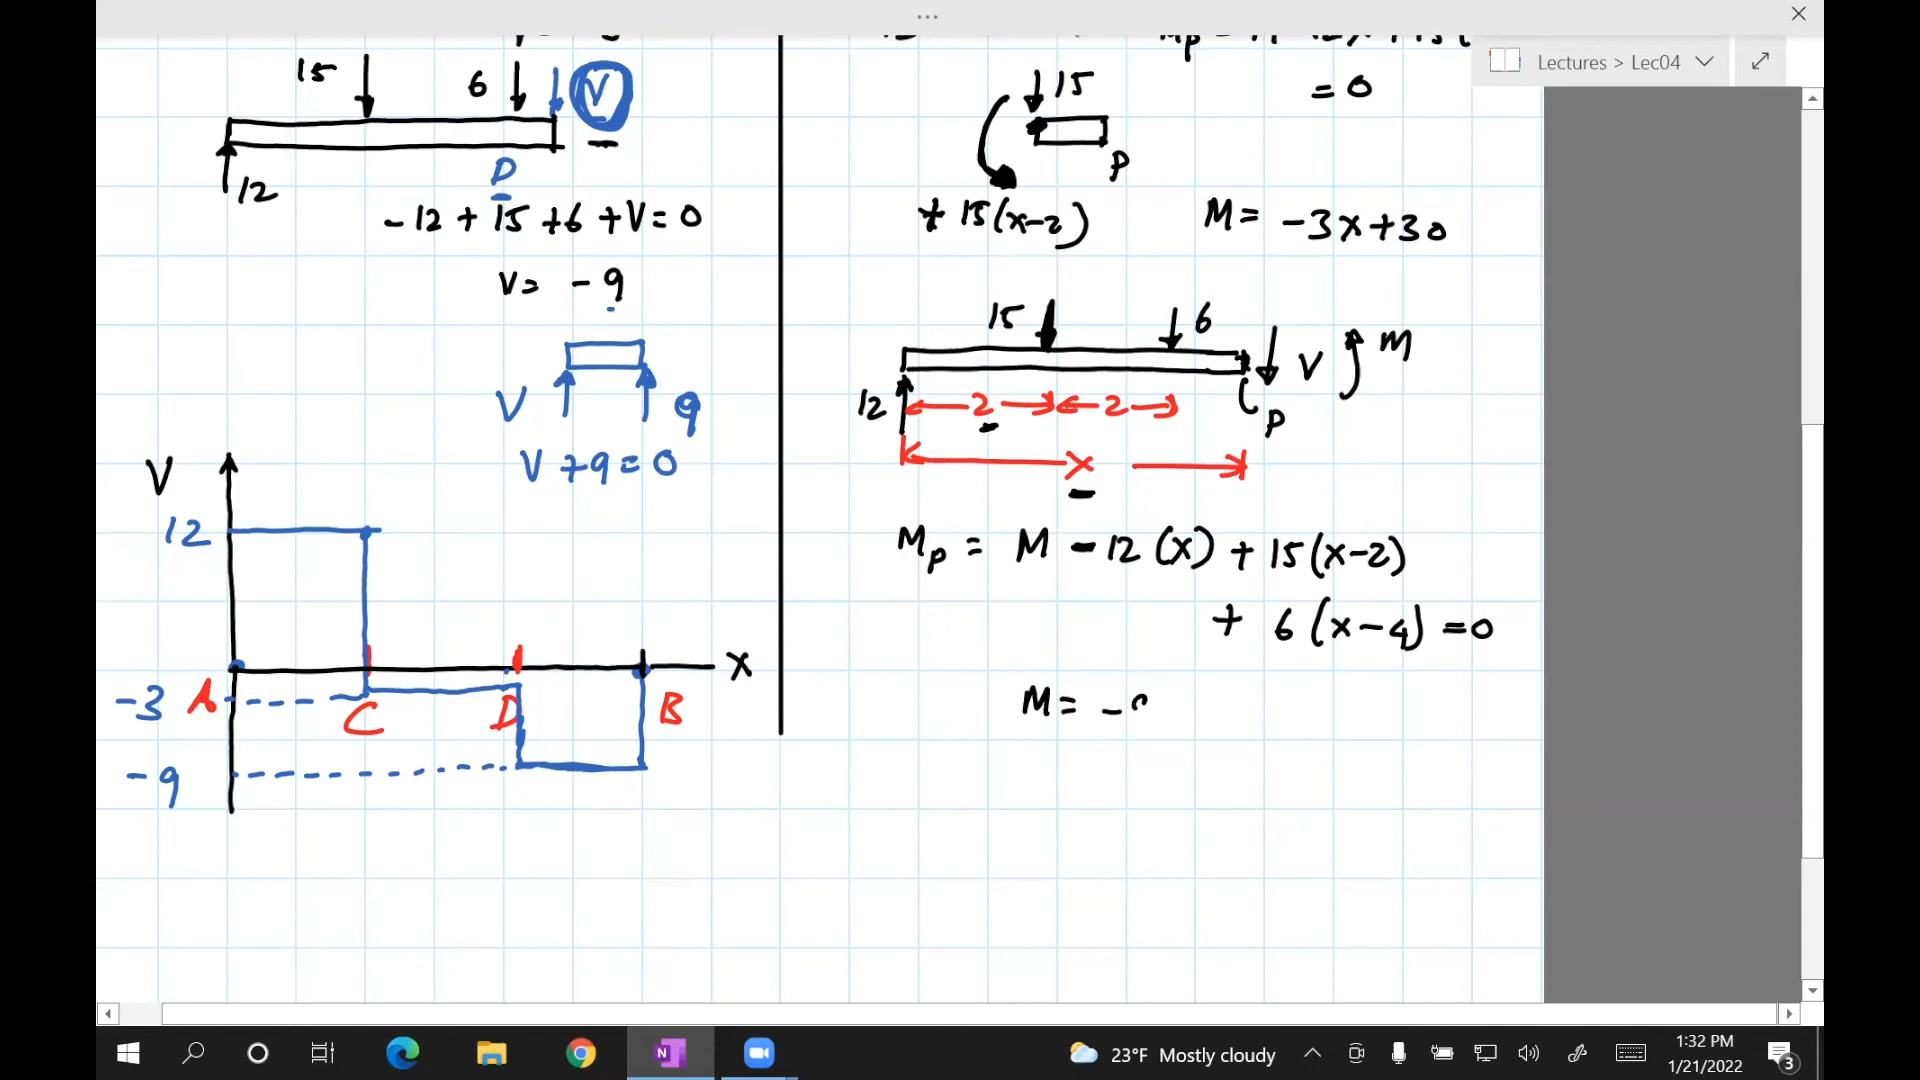 Lectures > Lec04
15
6
V
12
D
-12 + 15 + 6 + V = 0
V = -9
V
9
V + 9 = 0
V
12
X
-3
A
C
D
B
-9
= 0
15
P
+ 15(x-2)
M = -3x+30
15
6
V
M
12
2
2
P
x
Mp = M - 12(x) + 15(x-2)
+ 6(x-4) = 0
M = -
23°F Mostly cloudy
1:32 PM
1/21/2022
3